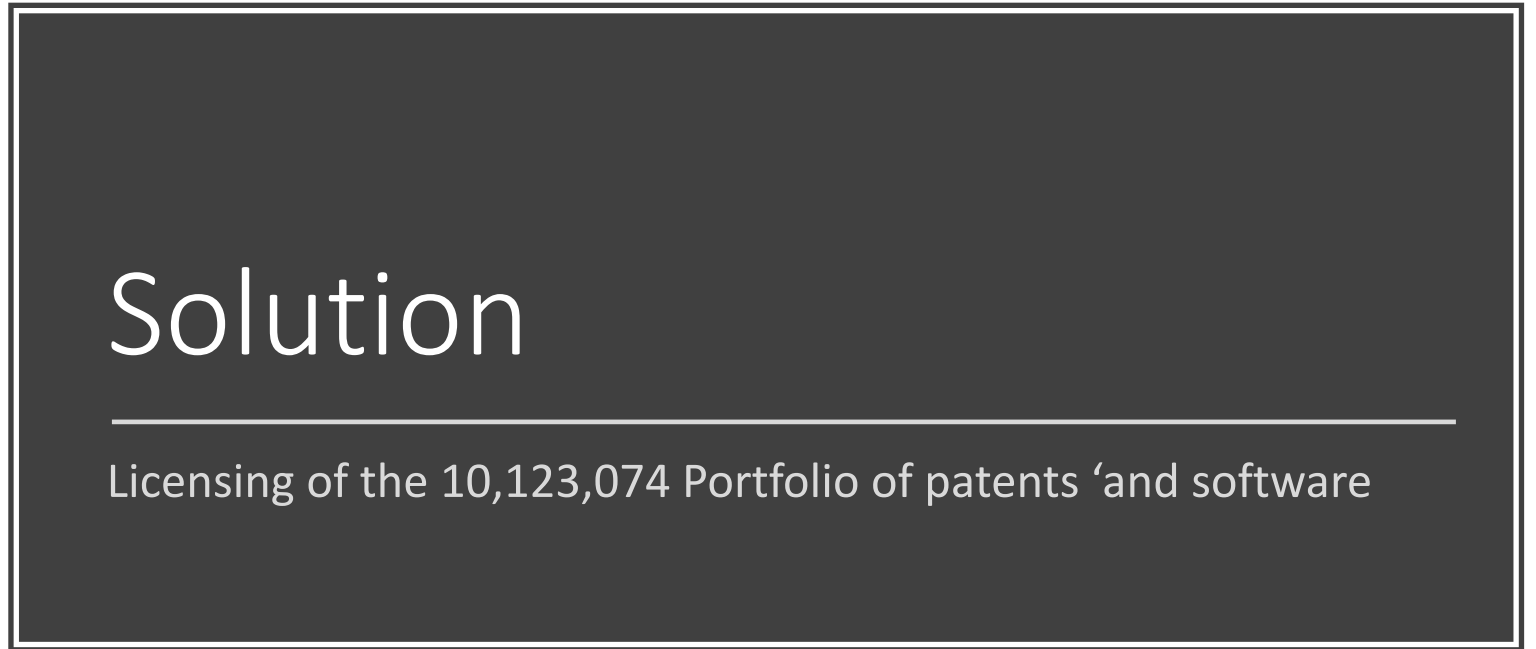 Solution
Licensing of the 10,123,074 Portfolio of patents ‘and software